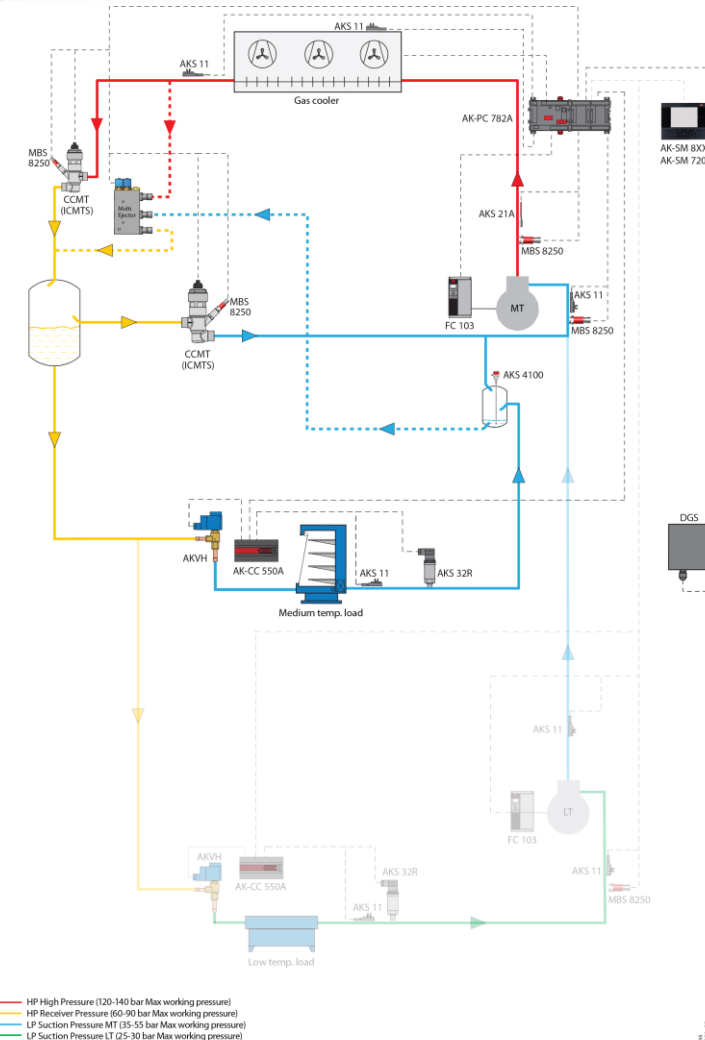 AKS 11
AKS 11
Gas cooler
AK-PC 782A
AK-SM 8XX
AK-SM 720
MBS
8250
CCMT
(ICMTS)
Multi
Ejector
AKS 21A
MBS 8250
FC 103
MT
AKS 11
MBS 8250
MBS
8250
CCMT
(ICMTS)
AKS 4100
DGS
AKVH
AK-CC 550A
AKS 11
AKS 32R
Medium temp. load
AKS 11
LT
FC 103
AKVH
AK-CC 550A
AKS 32R
AKS 11
AKS 11
MBS 8250
Low temp. load
HP High Pressure (120-140 bar Max working pressure)
HP Receiver Pressure (60-90 bar Max working pressure)
LP Suction Pressure MT (35-55 bar Max working pressure)
LP Suction Pressure LT (25-30 bar Max working pressure)